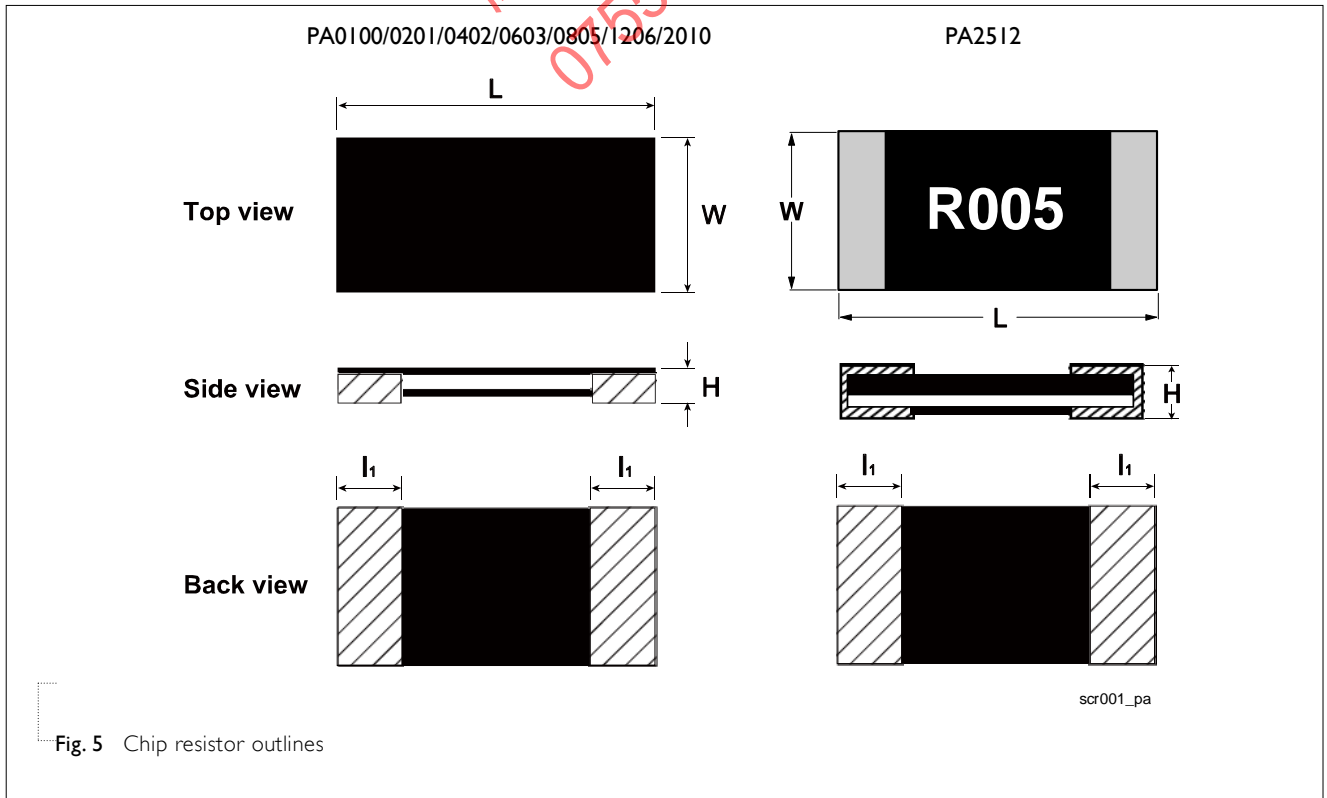 PA0100/0201/0402/0603/0805/1206/2010
PA2512
0755
L
W
Top view
W
R005
L
Side view
H
H
l₁
l₁
l₁
l₁
Back view
scr001_pa
Fig. 5 Chip resistor outlines